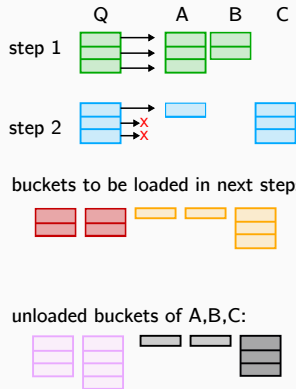 Q A B C
step 1
step 2
X
X
buckets to be loaded in next step
unloaded buckets of A,B,C: